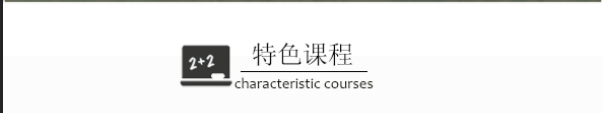 2+2
特色课程
characteristic courses